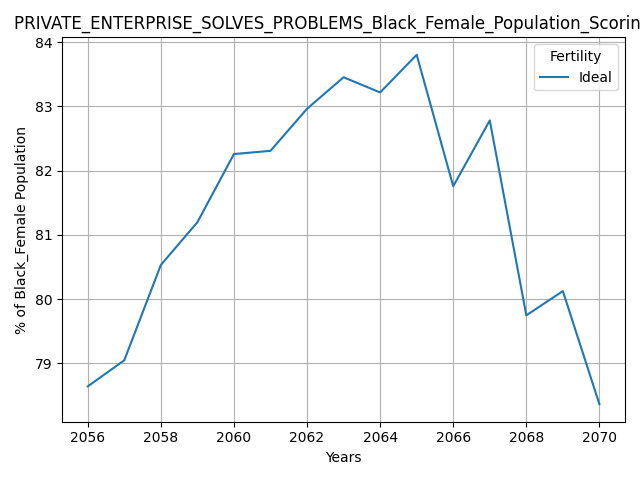 PRIVATE_ENTERPRISE_SOLVES_PROBLEMS_Black_Female_Population_Scorin
84
83
82
81
80
79
% of Black_Female Population
Fertility
Ideal
2056 2058 2060 2062 2064 2066 2068 2070
Years